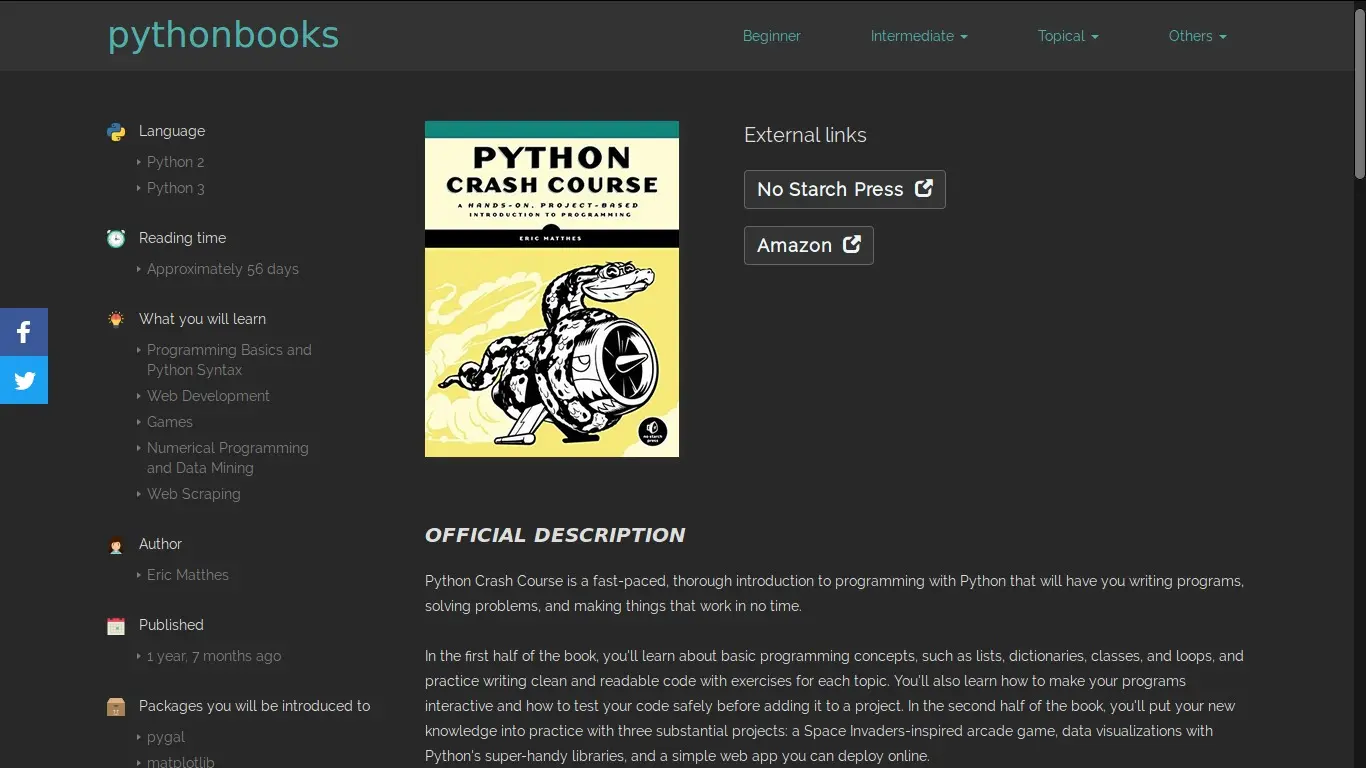 pythonbooks
Beginner
Intermediate
Topical
Others
Language
Python 2
Python 3
Reading time
Approximately 56 days
What you will learn
Programming Basics and
Python Syntax
Web Development
Games
Numerical Programming
and Data Mining
Web Scraping
Author
Eric Matthes
Published
1 year, 7 months ago
Packages you will be introduced to
pygal
matplotlib
PYTHON
CRASH COURSE
A HANDS-ON, PROJECT-BASED
INTRODUCTION TO PROGRAMMING
ERIC MATTHES
no starch
press
External links
No Starch Press
Amazon
OFFICIAL DESCRIPTION
Python Crash Course is a fast-paced, thorough introduction to programming with Python that will have you writing programs,
solving problems, and making things that work in no time.
In the first half of the book, you'll learn about basic programming concepts, such as lists, dictionaries, classes, and loops, and
practice writing clean and readable code with exercises for each topic. You'll also learn how to make your programs
interactive and how to test your code safely before adding it to a project. In the second half of the book, you'll put your new
knowledge into practice with three substantial projects: a Space Invaders-inspired arcade game, data visualizations with
Python's super-handy libraries, and a simple web app you can deploy online.